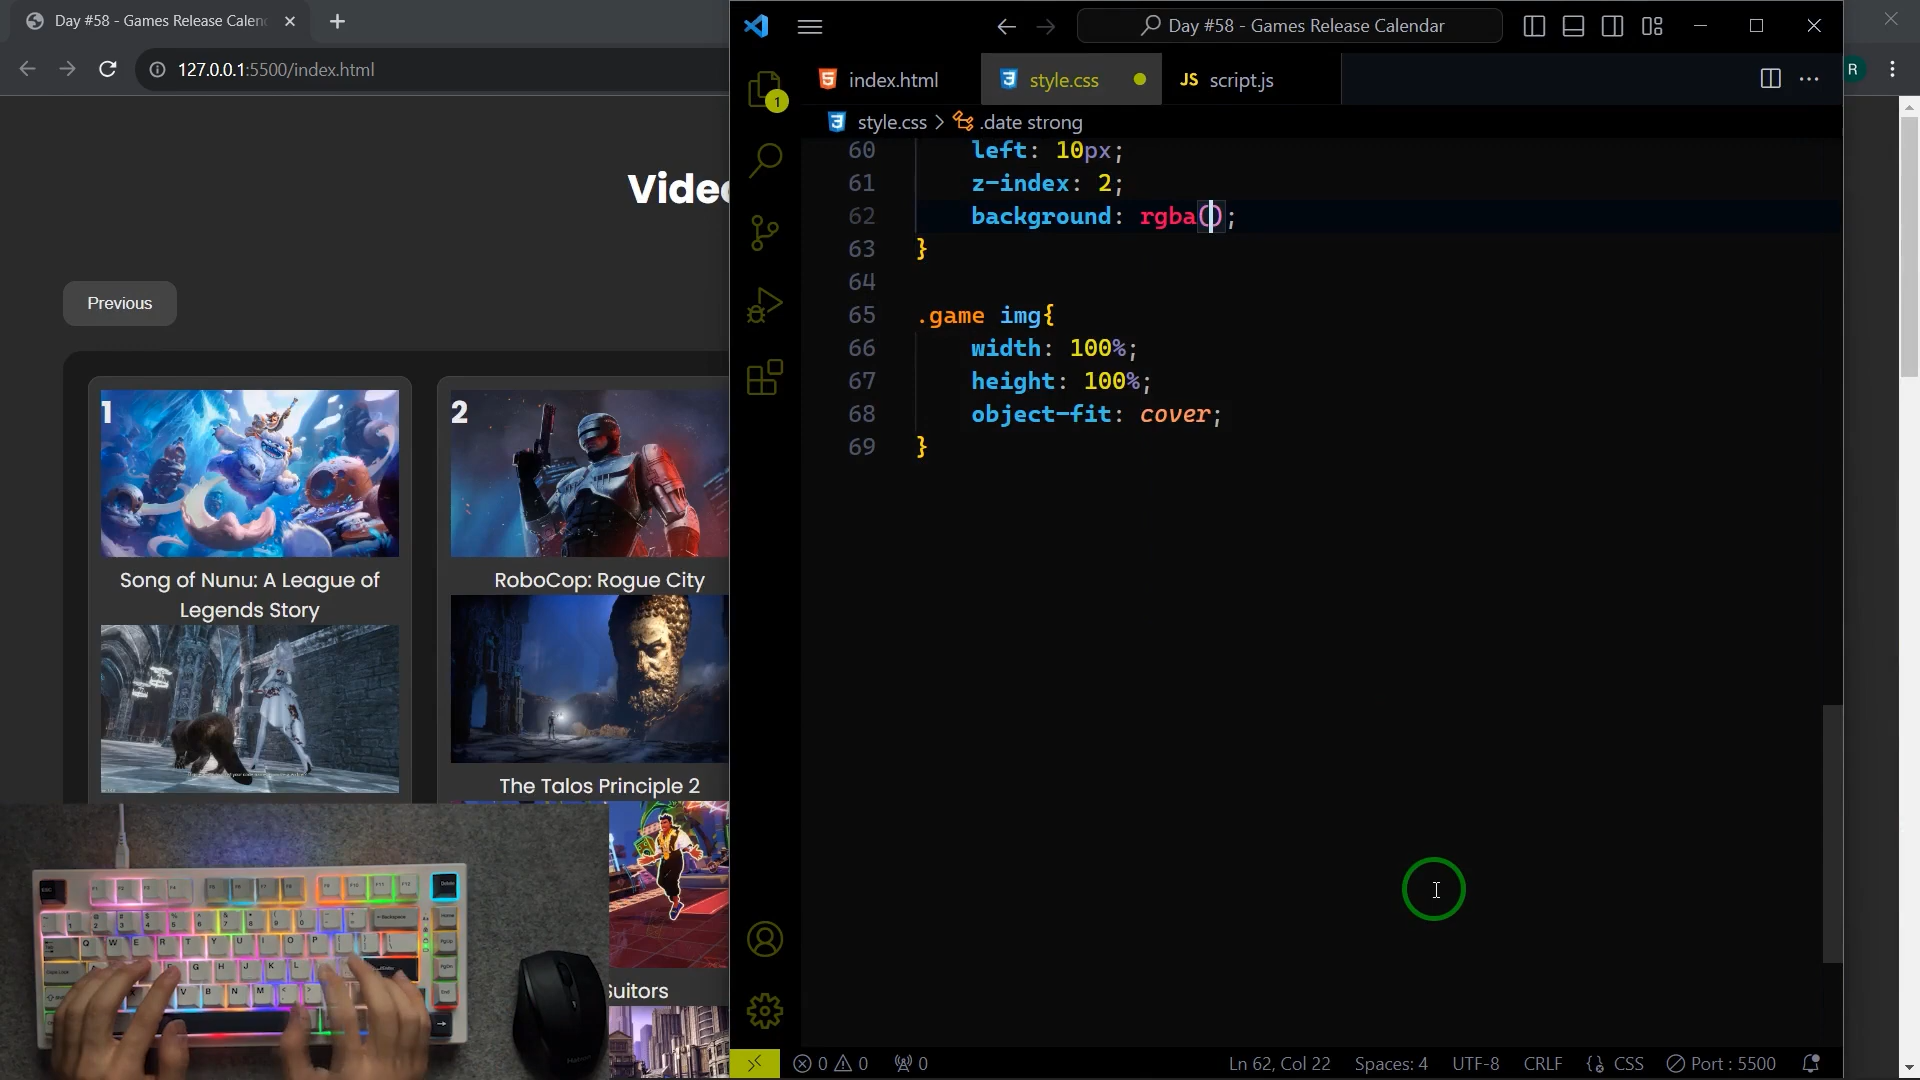 Day #58 - Games Release Calen
127.0.0.1:5500/index.html
Video
Previous
1
2
Song of Nunu: A League of
Legends Story
RoboCop: Rogue City
The Talos Principle 2
Suitors
Day #58 - Games Release Calendar
R
index.html
style.css
JS script.js
1
style.css > .date strong
60 left: 10px;
61 z-index: 2;
62 background: rgba();
63 }
64
65 .game img{
66 width: 100%;
67 height: 100%;
68 object-fit: cover;
69 }
0 0 0
Ln 62, Col 22
Spaces: 4
UTF-8
CRLF
{} CSS
Port : 5500